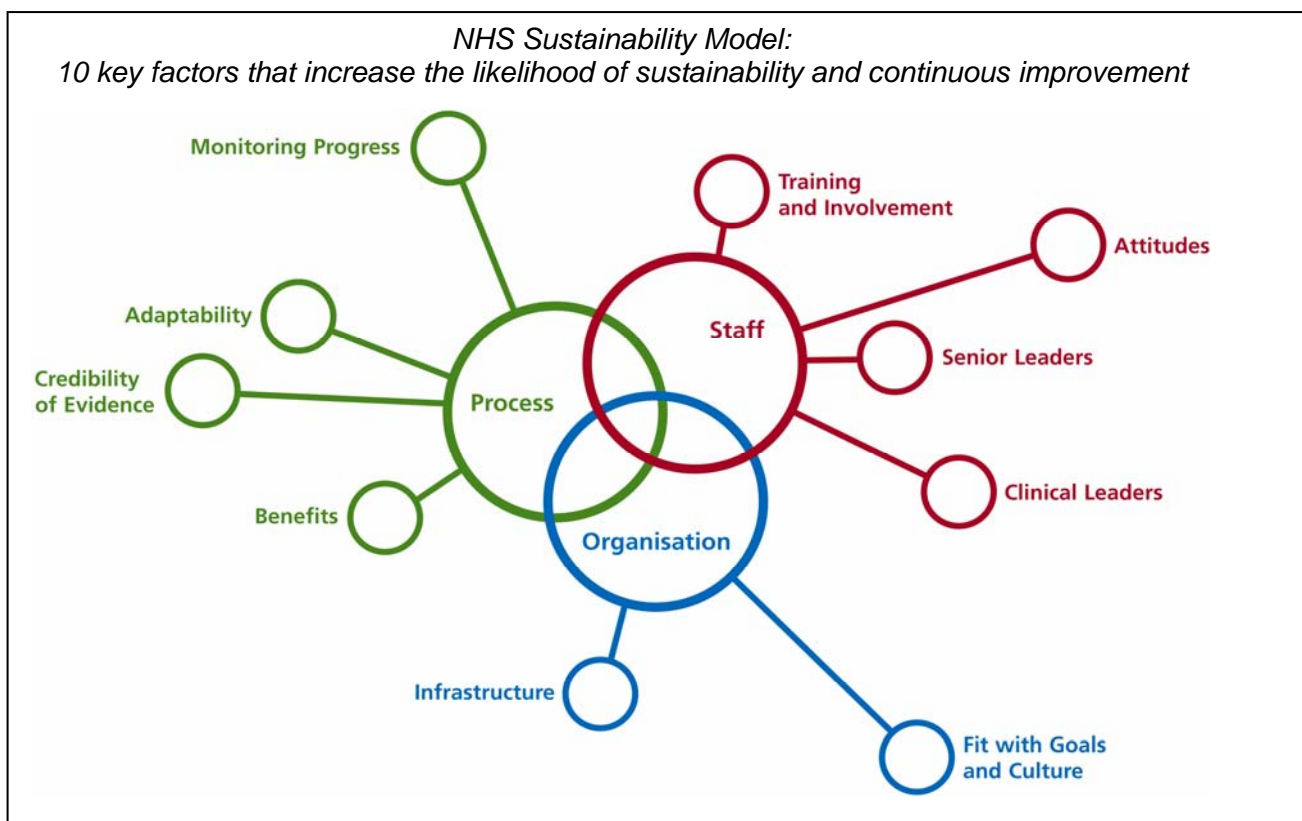 NHS Sustainability Model:
10 key factors that increase the likelihood of sustainability and continuous improvement
Monitoring Progress
Training
and Involvement
Attitudes
Adaptability
Staff
Senior Leaders
Credibility
of Evidence
Process
Clinical Leaders
Benefits
Organisation
Infrastructure
Fit with Goals
and Culture